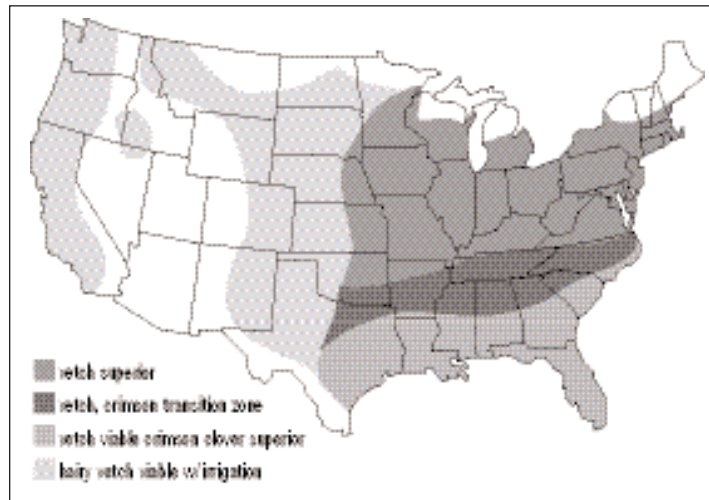 vetch superior
vetch, crimson transition zone
vetch viable crimson clover superior
hairy vetch viable w/irrigation